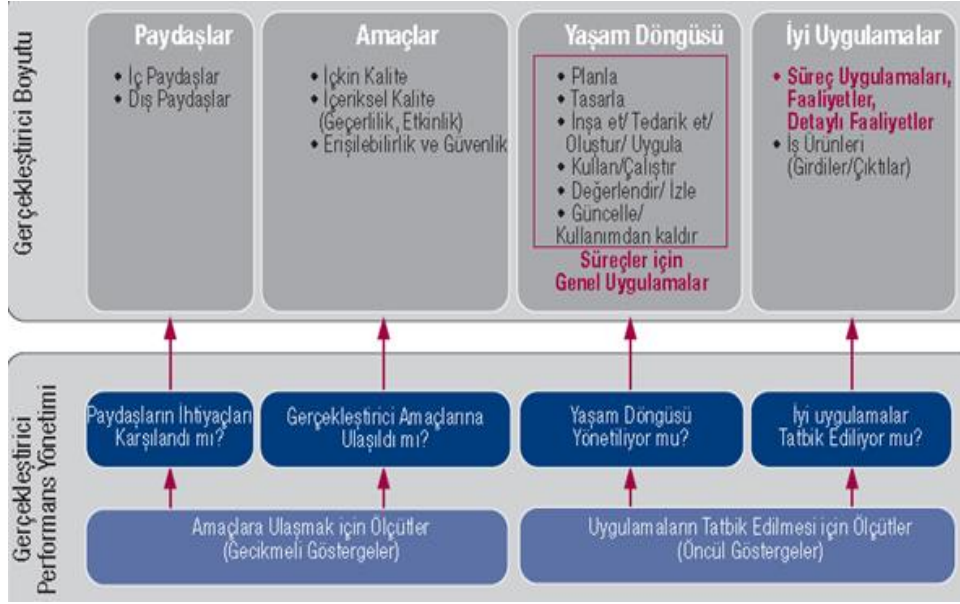 Gerçekleştirici Boyutu
Paydaşlar
♦ İç Paydaşlar
♦ Dış Paydaşlar
Amaçlar
♦ İçkin Kalite
♦ İçeriksel Kalite
(Geçerlilik, Etkinlik)
♦ Erişilebilirlik ve Güvenlik
Yaşam Döngüsü
♦ Planla
♦ Tasarla
♦ İnşa et/ Tedarik et/
Oluştur/ Uygula
♦ Kullan/Çalıştır
♦ Değerlendir/ İzle
♦ Güncelle/
Kullanımdan kaldır
Süreçler için
Genel Uygulamalar
İyi Uygulamalar
♦ Süreç Uygulamaları,
Faaliyetler,
Detaylı Faaliyetler
♦ İş Ürünleri
(Girdiler/Çıktılar)
Gerçekleştirici
Performans Yönetimi
Paydaşların İhtiyaçları
Karşılandı mı?
Gerçekleştirici Amaçlarına
Ulaşıldı mı?
Yaşam Döngüsü
Yönetiliyor mu?
İyi uygulamalar
Tatbik Ediliyor mu?
Amaçlara Ulaşmak için Ölçütler
(Gecikmeli Göstergeler)
Uygulamaların Tatbik Edilmesi için Ölçütler
(Öncül Göstergeler)